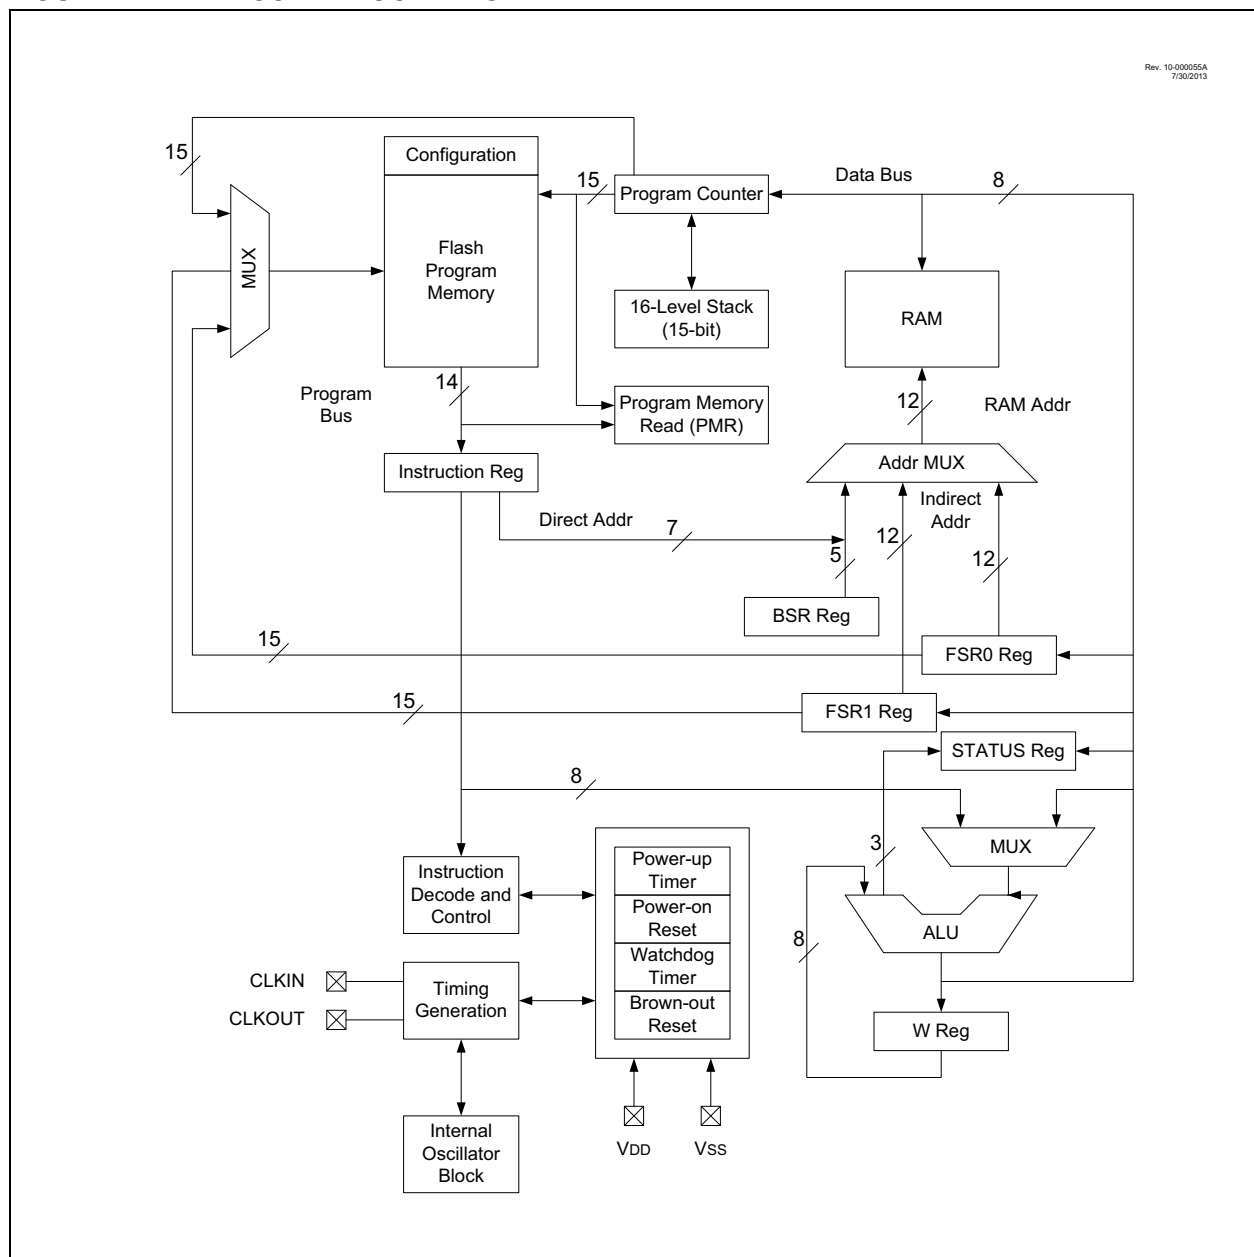 Rev. 10-000055A
7/30/2013
15
Configuration
15
Program Counter
Data Bus
8
MUX
Flash
Program
Memory
16-Level Stack
(15-bit)
RAM
Program
Bus
14
Program Memory
Read (PMR)
12
RAM Addr
Addr MUX
Instruction Reg
Indirect
Addr
Direct Addr
7
5
12
12
BSR Reg
15
FSR0 Reg
15
FSR1 Reg
STATUS Reg
8
3
MUX
Power-up
Timer
Instruction
Decode and
Control
Power-on
Reset
ALU
8
Watchdog
Timer
CLKIN
CLKOUT
Timing
Generation
Brown-out
Reset
W Reg
Internal
Oscillator
Block
VDD
VSS